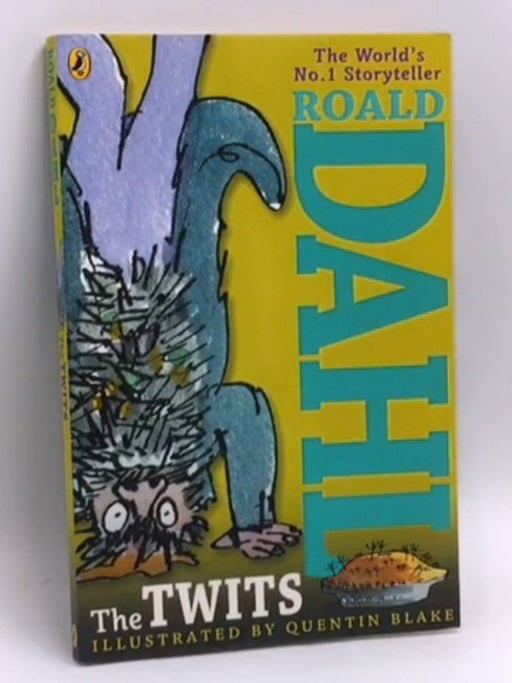 The World's
No.1 Storyteller
ROALD
DAHL
The TWITS
ILLUSTRATED BY QUENTIN BLAKE